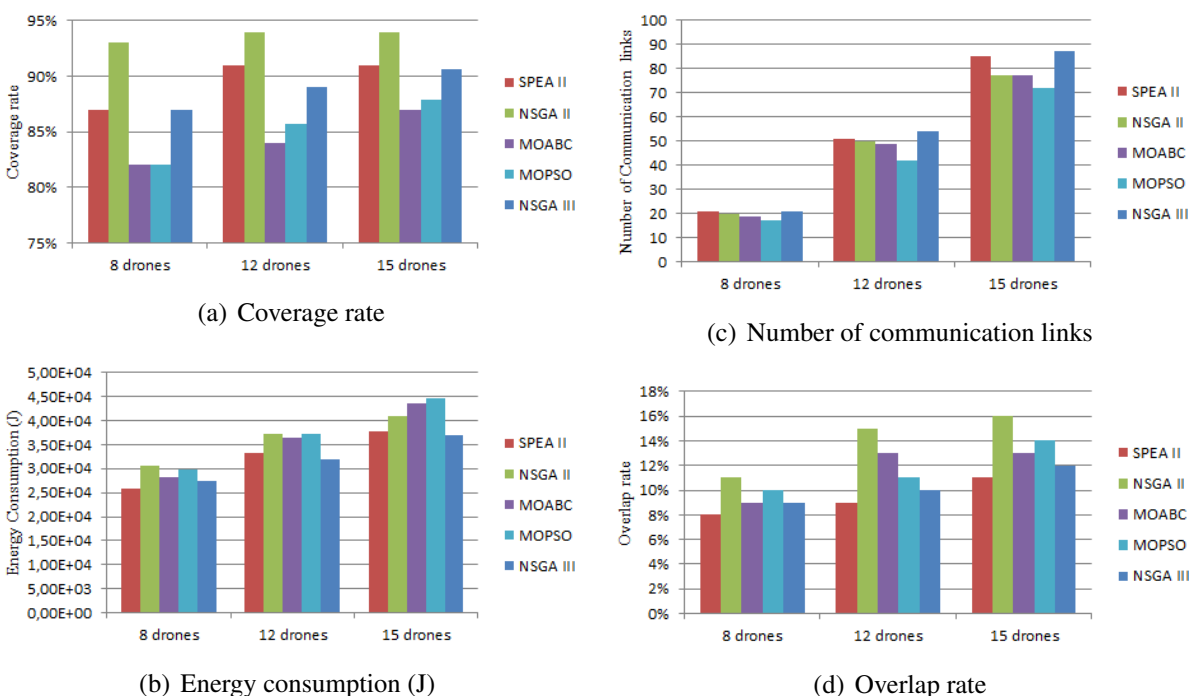 95%
90%
85%
80%
75%
Coverage rate
8 drones
12 drones
15 drones
SPEA II
NSGA II
MOABC
MOPSO
NSGA III
(a) Coverage rate
100
90
80
70
60
50
40
30
20
10
0
Number of Communication links
8 drones
12 drones
15 drones
SPEA II
NSGA II
MOABC
MOPSO
NSGA III
(c) Number of communication links
5,00E+04
4,50E+04
4,00E+04
3,50E+04
3,00E+04
2,50E+04
2,00E+04
1,50E+04
1,00E+04
5,00E+03
0,00E+00
Energy Consumption (J)
8 drones
12 drones
15 drones
SPEA II
NSGA II
MOABC
MOPSO
NSGA III
(b) Energy consumption (J)
18%
16%
14%
12%
10%
8%
6%
4%
2%
0%
Overlap rate
8 drones
12 drones
15 drones
SPEA II
NSGA II
MOABC
MOPSO
NSGA III
(d) Overlap rate